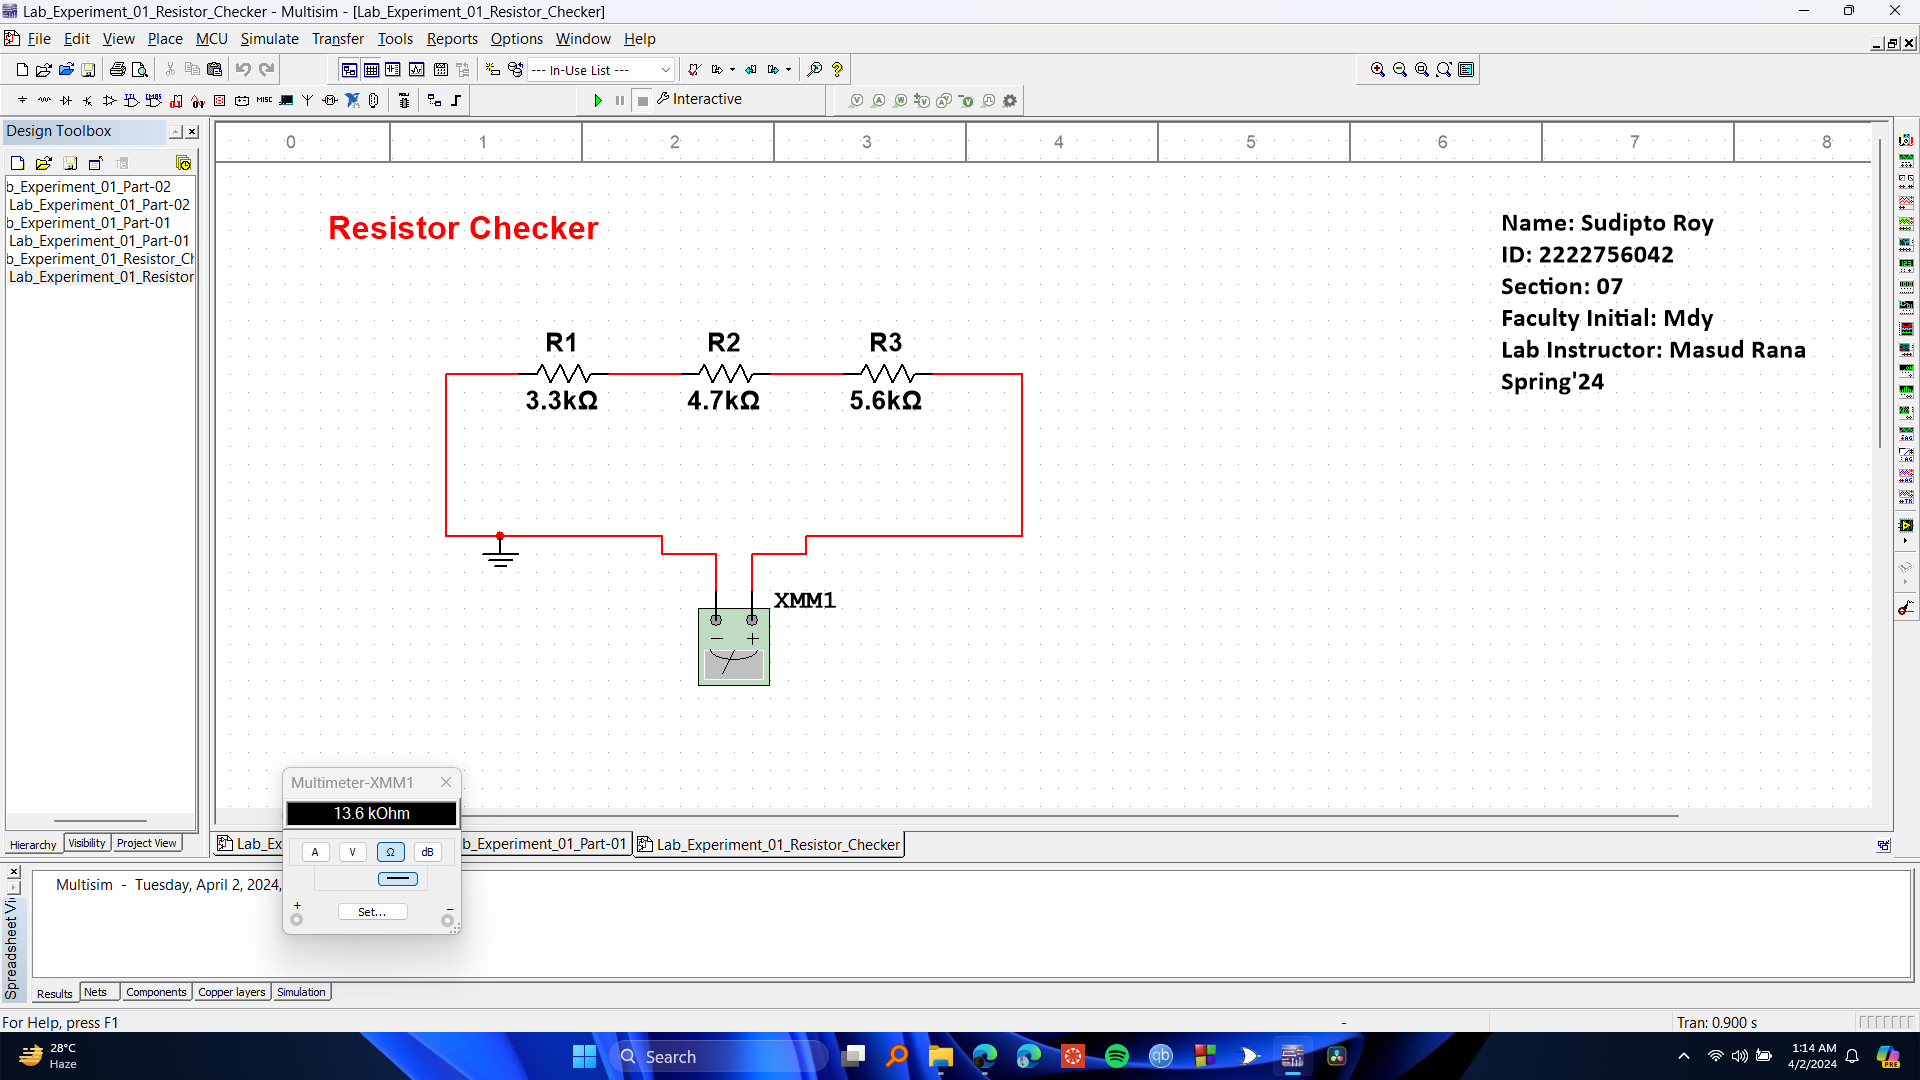 Lab_Experiment_01_Resistor_Checker - Multisim - [Lab_Experiment_01_Resistor_Checker]
File Edit View Place MCU Simulate Transfer Tools Reports Options Window Help
--- In-Use List ---
Interactive
Design Toolbox
b_Experiment_01_Part-02
Lab_Experiment_01_Part-02
b_Experiment_01_Part-01
Lab_Experiment_01_Part-01
b_Experiment_01_Resistor_Ch
Lab_Experiment_01_Resistor
Hierarchy Visibility Project View
0 1 2 3 4 5 6 7 8
Resistor Checker
Name: Sudipto Roy
ID: 2222756042
Section: 07
Faculty Initial: Mdy
Lab Instructor: Masud Rana
Spring'24
R1 R2 R3
3.3kΩ 4.7kΩ 5.6kΩ
XMM1
− +
Multimeter-XMM1
13.6 kOhm
A V Ω dB
+ −
Set...
Lab_Ex b_Experiment_01_Part-01 Lab_Experiment_01_Resistor_Checker
Multisim - Tuesday, April 2, 2024,
Spreadsheet Vi
Results Nets Components Copper layers Simulation
For Help, press F1
-
Tran: 0.900 s
28°C
Haze
Search
1:14 AM
4/2/2024